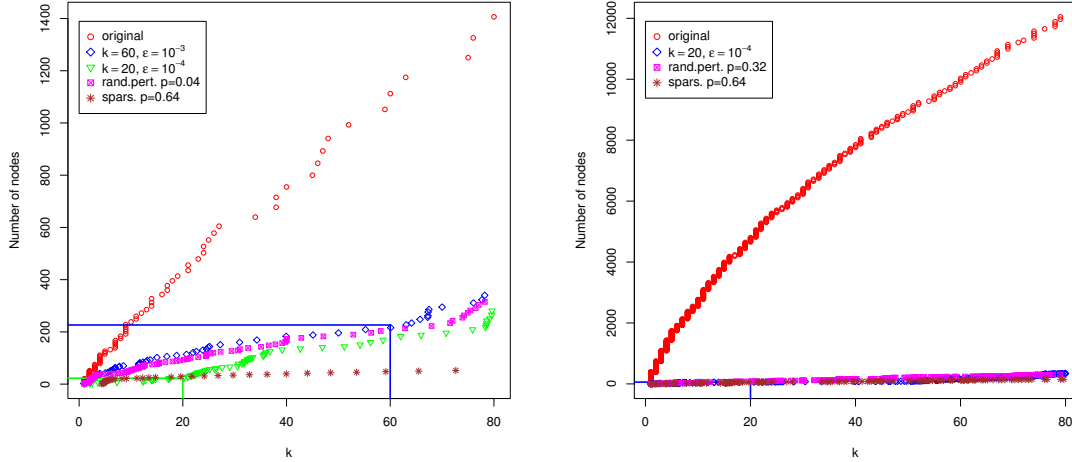 original
k = 60, ε = 10⁻³
k = 20, ε = 10⁻⁴
rand.pert. p=0.04
spars. p=0.64
Number of nodes
0
200
400
600
800
1000
1200
1400
0
20
40
60
80
k
original
k = 20, ε = 10⁻⁴
rand.pert. p=0.32
spars. p=0.64
Number of nodes
0
2000
4000
6000
8000
10000
12000
0
20
40
60
80
k